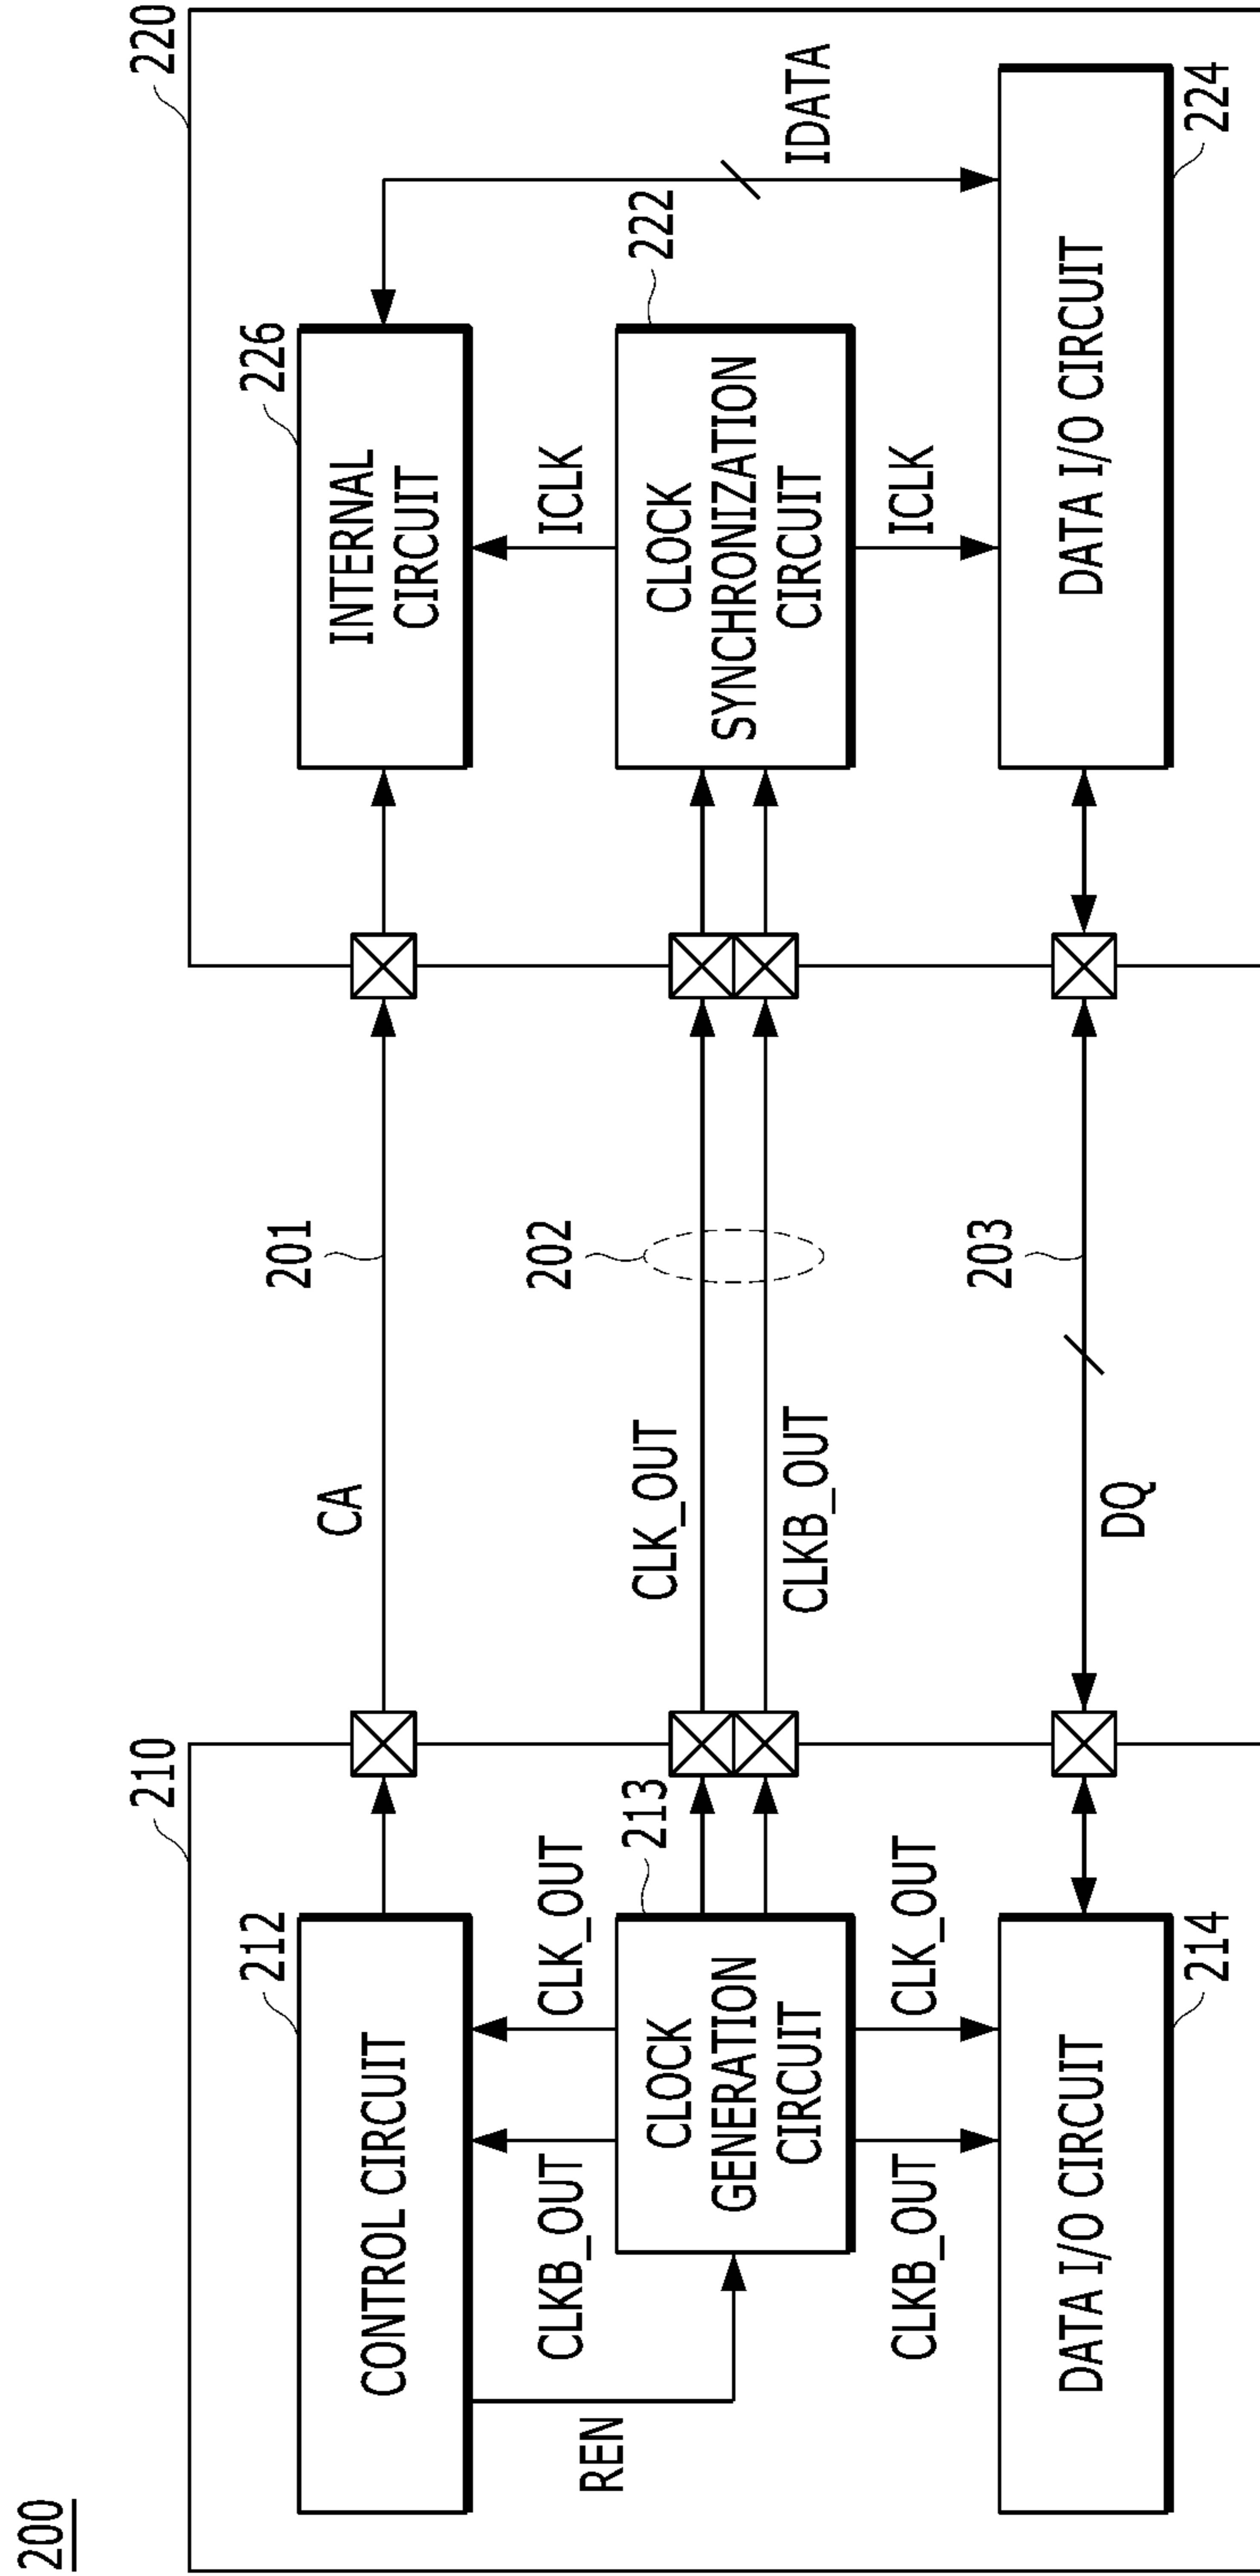 200
210
220
CONTROL CIRCUIT
212
REN
CLKB_OUT
CLK_OUT
CLOCK
GENERATION
CIRCUIT
213
CLKB_OUT
CLK_OUT
DATA I/O CIRCUIT
214
CA
201
CLK_OUT
202
CLKB_OUT
DQ
203
INTERNAL
CIRCUIT
226
ICLK
CLOCK
SYNCHRONIZATION
CIRCUIT
222
ICLK
IDATA
DATA I/O CIRCUIT
224